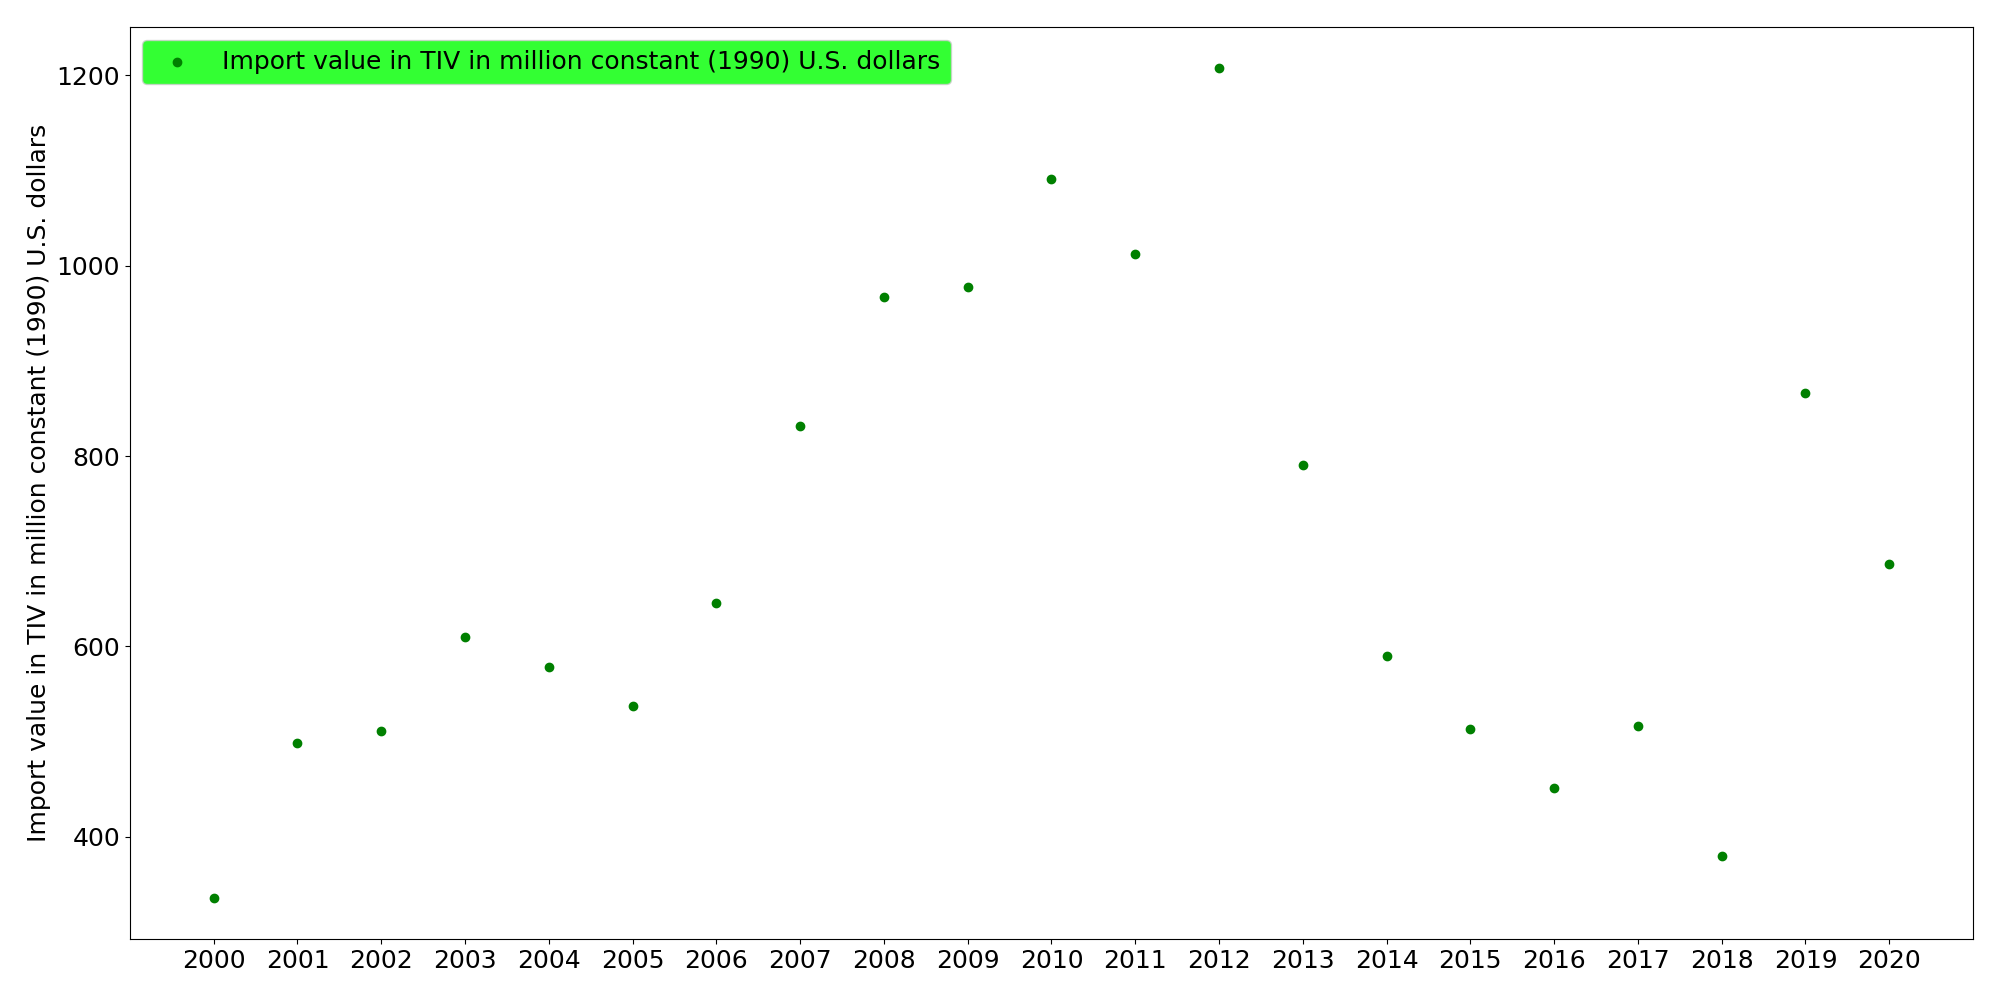 Import value in TIV in million constant (1990) U.S. dollars
Import value in TIV in million constant (1990) U.S. dollars
1200
1000
800
600
400
2000 2001 2002 2003 2004 2005 2006 2007 2008 2009 2010 2011 2012 2013 2014 2015 2016 2017 2018 2019 2020